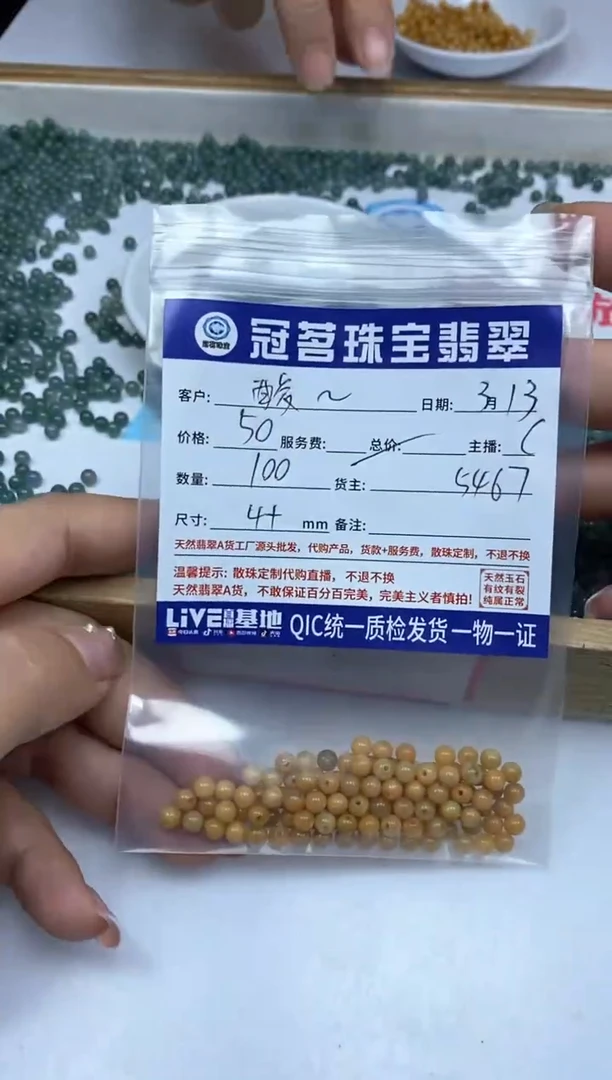 冠茗珠宝翡翠
客户: 酸~ 日期: 3月13
价格: 50 服务费: 总价: 主播: C
数量: 100 货主: 5467
尺寸: 4+ mm 备注:
天然翡翠A货工厂源头批发，代购产品，货款+服务费，散珠定制，不退不换
温馨提示: 散珠定制代购直播，不退不换
天然翡翠A货，不敢保证百分百完美，完美主义者慎拍!
天然玉石
有纹有裂
纯属正常
LiVE直播基地 QIC统一质检发货一物一证